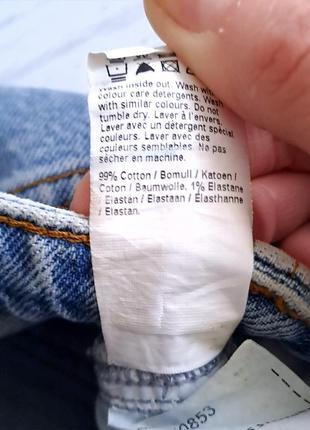 Wash inside out. Wash with
colour care detergents. Wash
with similar colours. Do not
tumble dry. Laver à l'envers.
Laver avec un détergent spécial
couleurs. Laver avec des
couleurs semblables. Ne pas
sécher en machine.
99% Cotton / Bomull / Katoen /
Coton / Baumwolle, 1% Elastane
Elastan / Elastaan / Élasthanne
/ Elastan.
0853